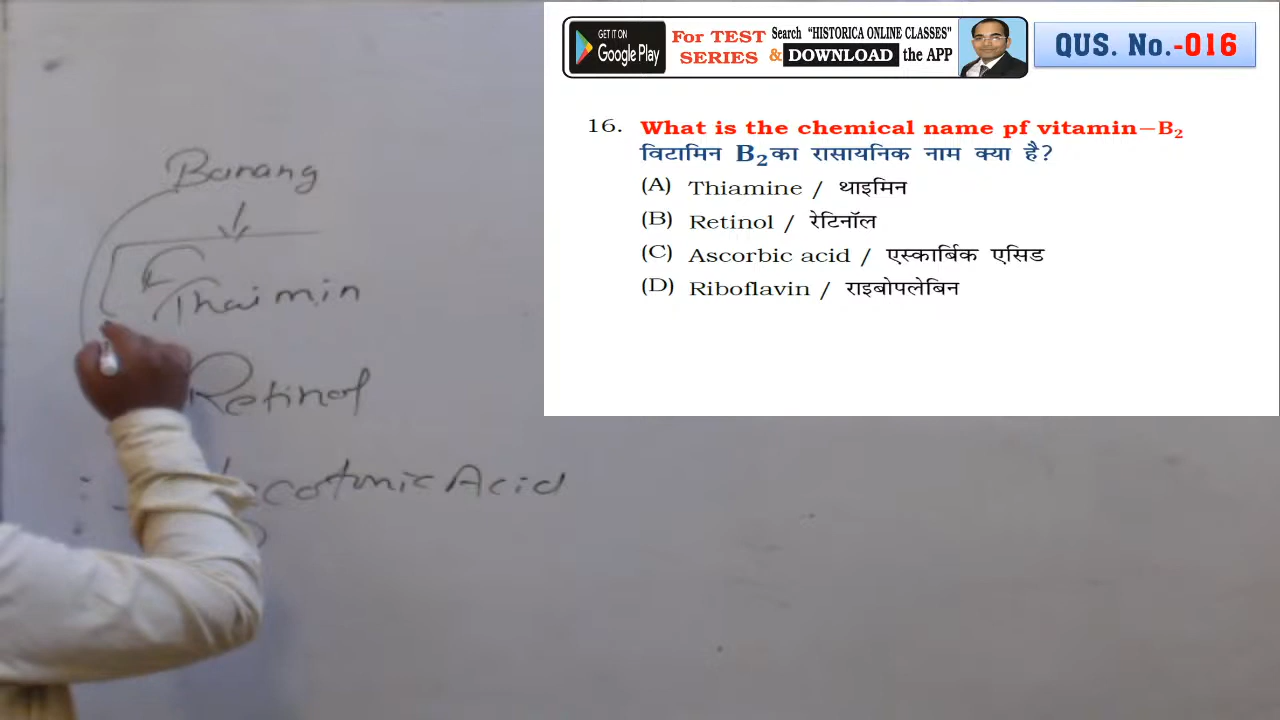 GET IT ON
Google Play
For TEST
SERIES &
Search "HISTORICA ONLINE CLASSES"
DOWNLOAD the APP
QUS. No.-016
16. What is the chemical name pf vitamin-B₂
विटामिन B₂ का रासायनिक नाम क्या है?
(A) Thiamine / थाइमिन
(B) Retinol / रेटिनॉल
(C) Ascorbic acid / एस्कार्बिक एसिड
(D) Riboflavin / राइबोपलेबिन
Banang
Thaimin
Retinol
Acid